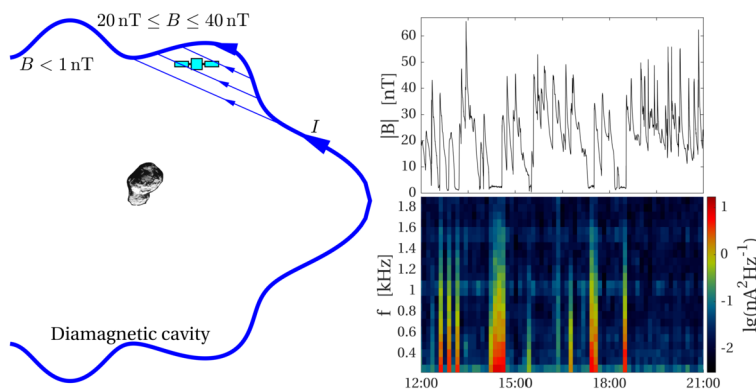 20 nT ≤ B ≤ 40 nT
B < 1 nT
I
Diamagnetic cavity
|B| [nT]
60
50
40
30
20
10
0
f [kHz]
1.8
1.6
1.4
1.2
1
0.8
0.6
0.4
12:00 15:00 18:00 21:00
1
0
-1
-2
lg(nA²Hz⁻¹)